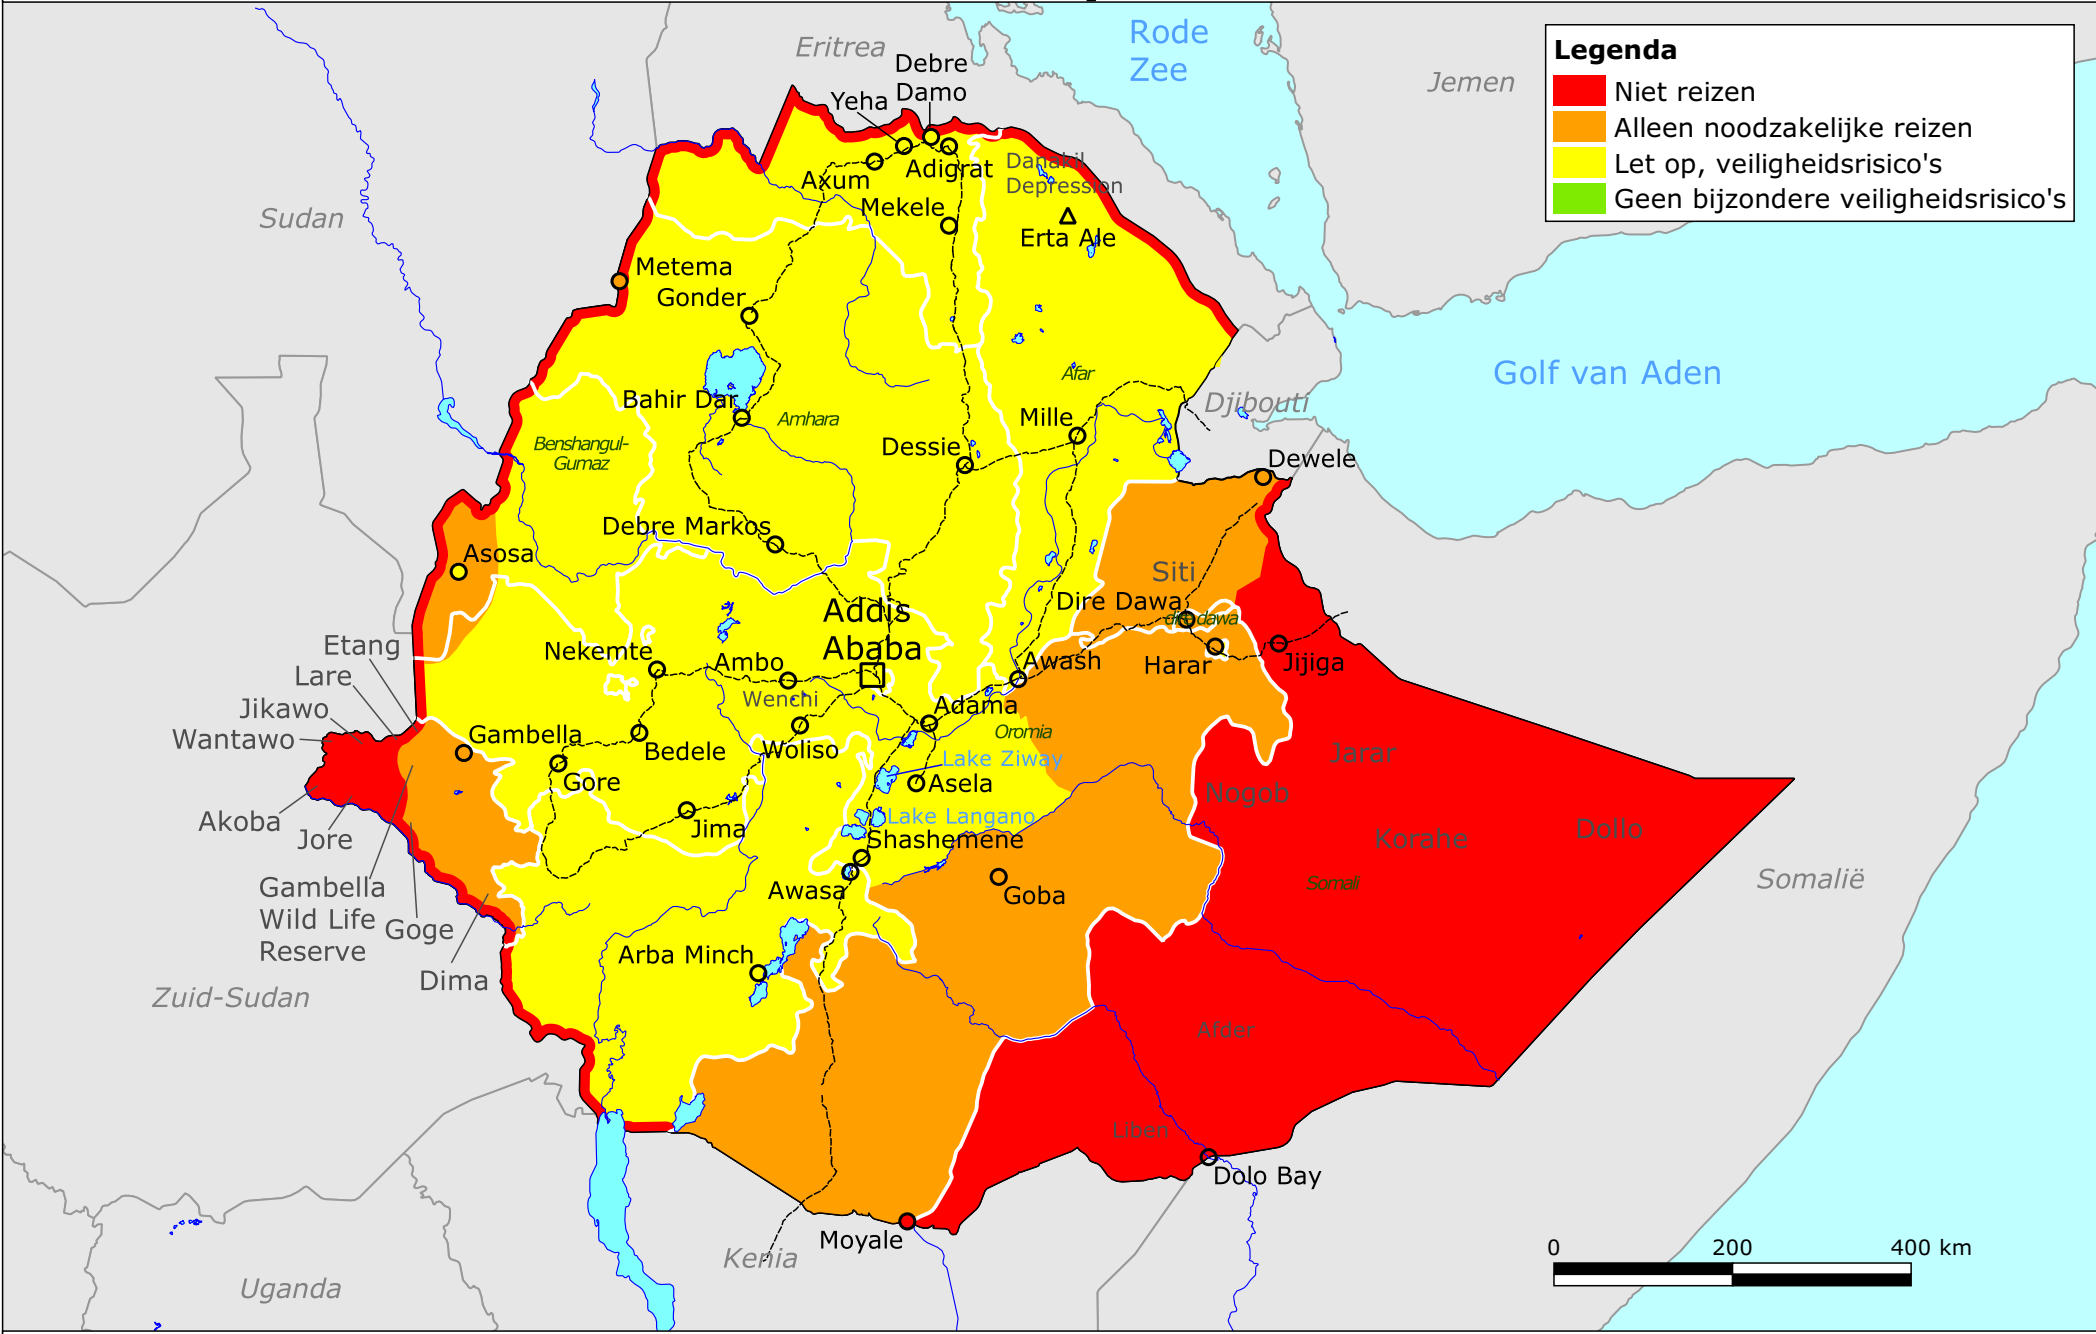 Rode
Zee
Eritrea
Jemen
Legenda
Niet reizen
Alleen noodzakelijke reizen
Let op, veiligheidsrisico's
Geen bijzondere veiligheidsrisico's
Debre
Damo
Yeha
Adigrat
Axum
Danakil
Depression
Mekele
Erta Ale
Sudan
Metema
Gonder
Golf van Aden
Afar
Djibouti
Bahir Dar
Amhara
Mille
Benshangul-
Gumaz
Dessie
Dewele
Debre Markos
Asosa
Siti
Dire Dawa
dire dawa
Addis
Ababa
Etang
Lare
Jikawo
Wantawo
Nekemte
Ambo
Wenchi
Awash
Harar
Jijiga
Adama
Oromia
Gambella
Bedele
Woliso
Gore
Lake Ziway
Asela
Jarar
Nogob
Korahe
Dollo
Somali
Somalië
Akoba
Jore
Jima
Lake Langano
Shashemene
Awasa
Goba
Gambella
Wild Life
Reserve
Goge
Dima
Arba Minch
Zuid-Sudan
Afder
Liben
Dolo Bay
Moyale
Kenia
Uganda
0 200 400 km